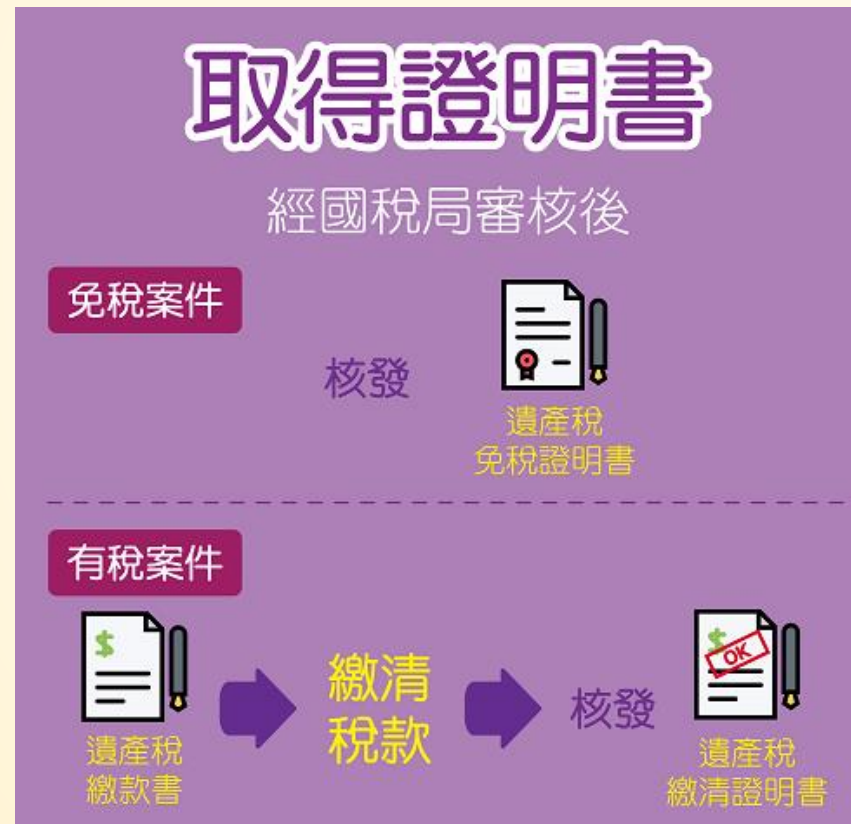 取得證明書
經國稅局審核後
免稅案件
核發
遺產稅
免稅證明書
有稅案件
$
遺產稅
繳款書
繳清
稅款
核發
$
OK
遺產稅
繳清證明書